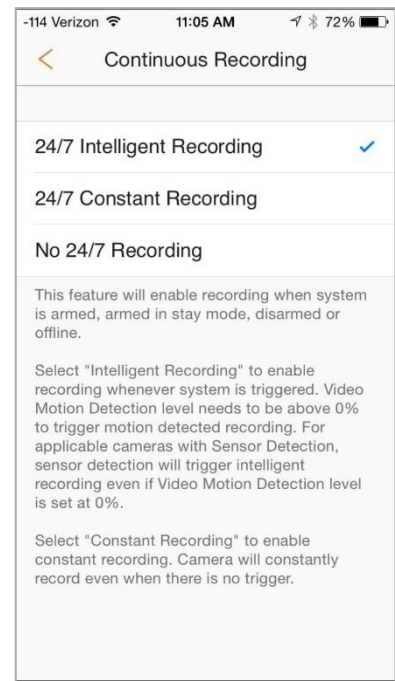 -114 Verizon 11:05 AM 72%
Continuous Recording
24/7 Intelligent Recording
24/7 Constant Recording
No 24/7 Recording
This feature will enable recording when system
is armed, armed in stay mode, disarmed or
offline.
Select "Intelligent Recording" to enable
recording whenever system is triggered. Video
Motion Detection level needs to be above 0%
to trigger motion detected recording. For
applicable cameras with Sensor Detection,
sensor detection will trigger intelligent
recording even if Video Motion Detection level
is set at 0%.
Select "Constant Recording" to enable
constant recording. Camera will constantly
record even when there is no trigger.